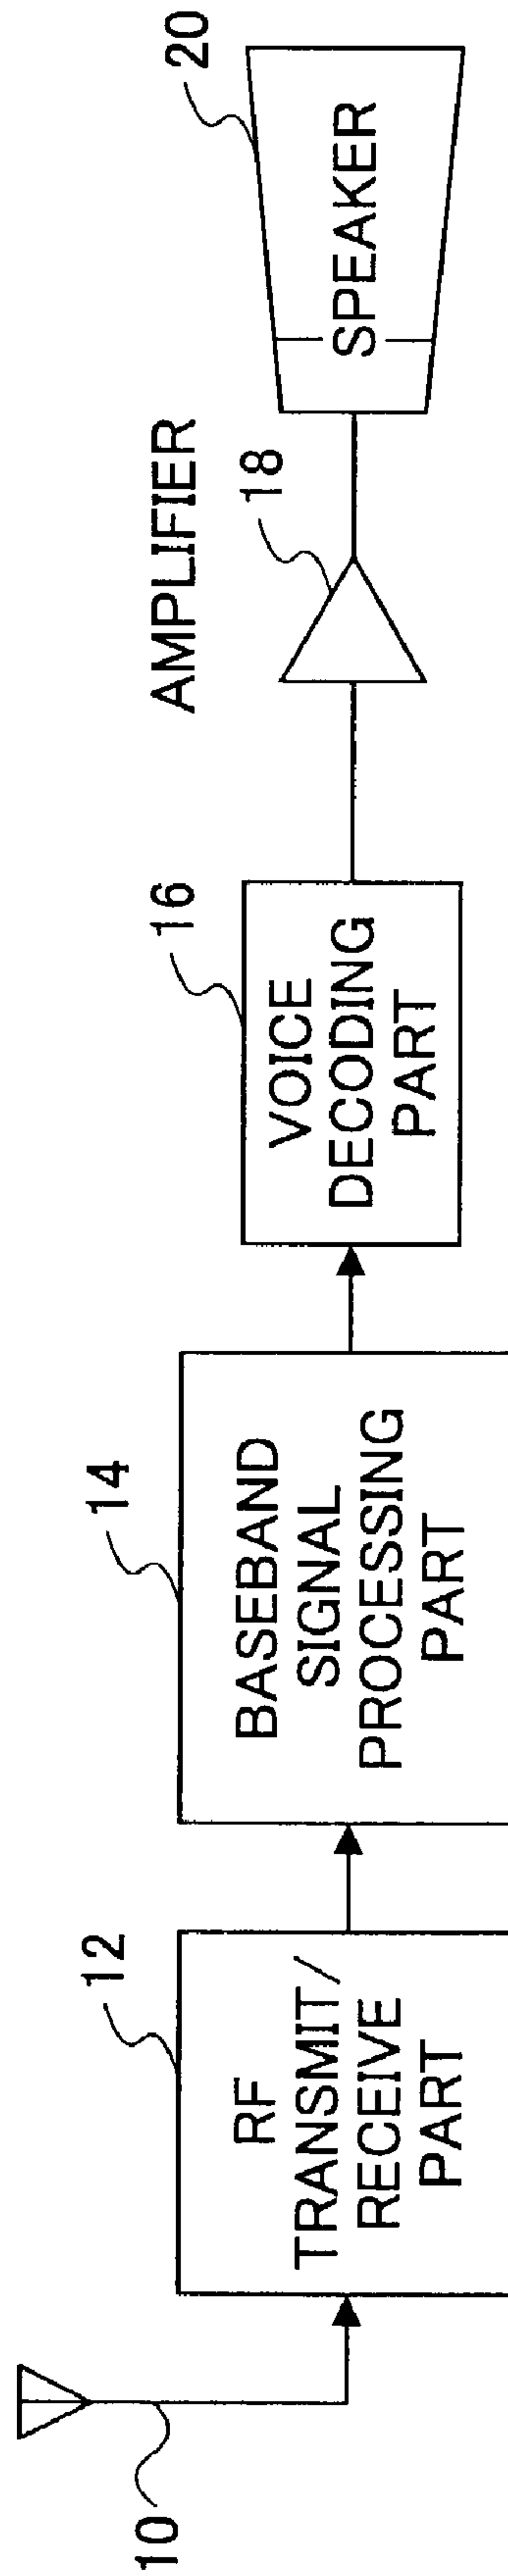 10
12
RF
TRANSMIT/
RECEIVE
PART
14
BASEBAND
SIGNAL
PROCESSING
PART
16
VOICE
DECODING
PART
AMPLIFIER
18
20
SPEAKER